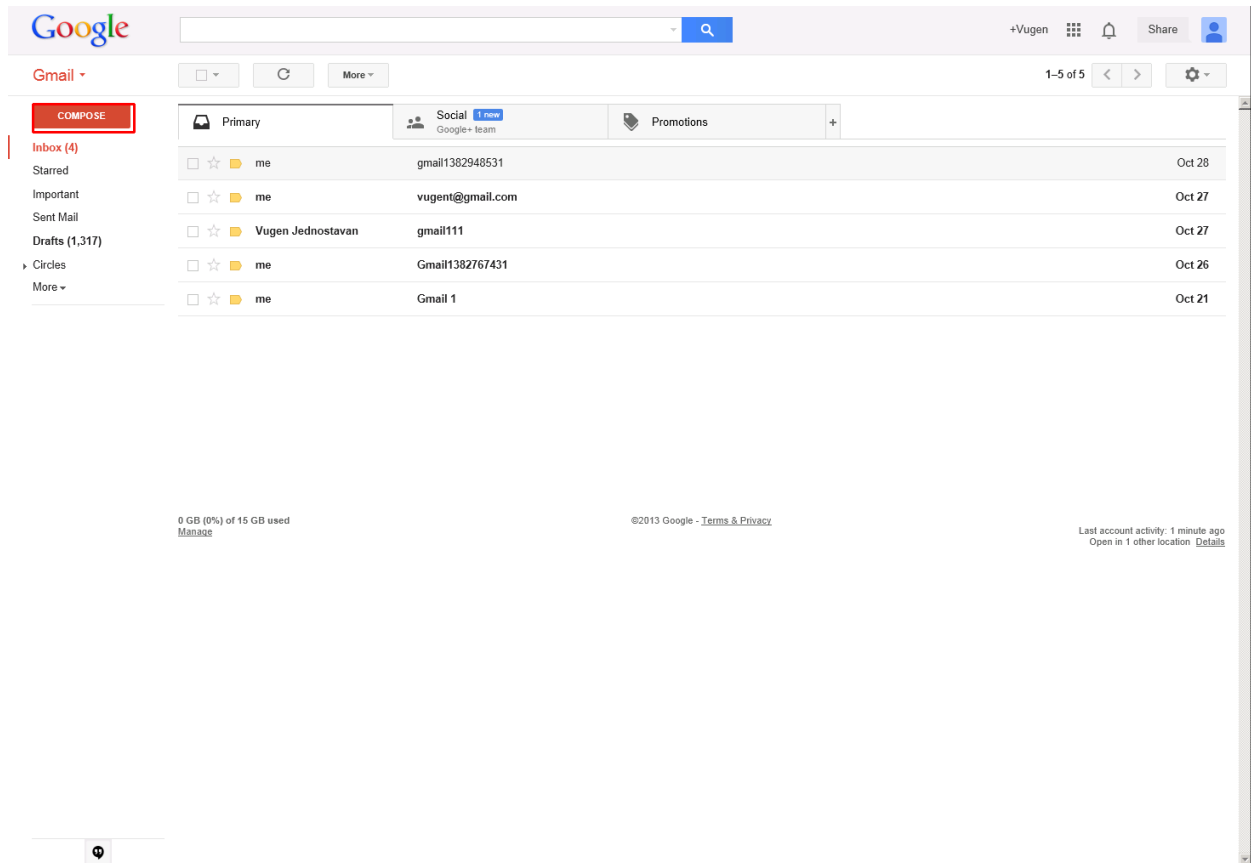 Google
+Vugen Share
Gmail
More
1–5 of 5
COMPOSE
Inbox (4)
Starred
Important
Sent Mail
Drafts (1,317)
Circles
More
Primary
Social 1 new
Google+ team
Promotions
+
me gmail1382948531 Oct 28
me vugent@gmail.com Oct 27
Vugen Jednostavan gmail111 Oct 27
me Gmail1382767431 Oct 26
me Gmail 1 Oct 21
0 GB (0%) of 15 GB used
Manage
©2013 Google - Terms & Privacy
Last account activity: 1 minute ago
Open in 1 other location Details